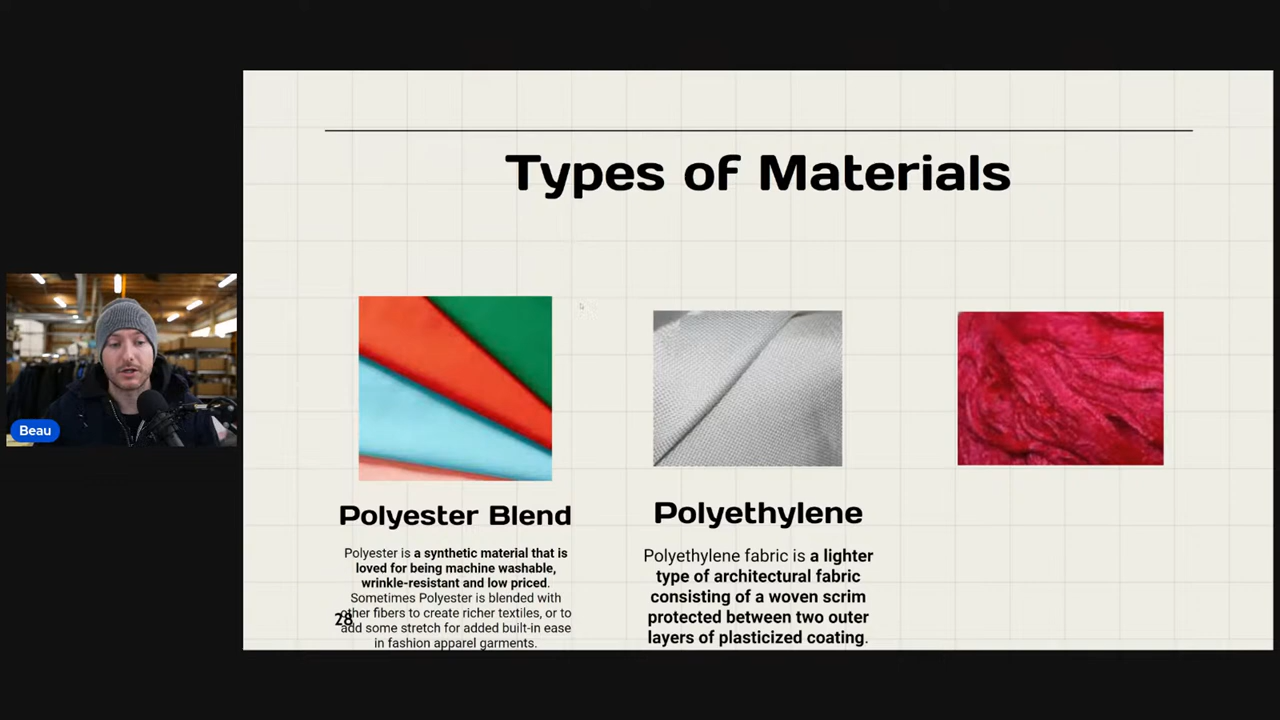 Types of Materials
Beau
Polyester Blend
Polyester is a synthetic material that is
loved for being machine washable,
wrinkle-resistant and low priced.
Sometimes Polyester is blended with
other fibers to create richer textiles, or to
add some stretch for added built-in ease
in fashion apparel garments.
28
Polyethylene
Polyethylene fabric is a lighter
type of architectural fabric
consisting of a woven scrim
protected between two outer
layers of plasticized coating.